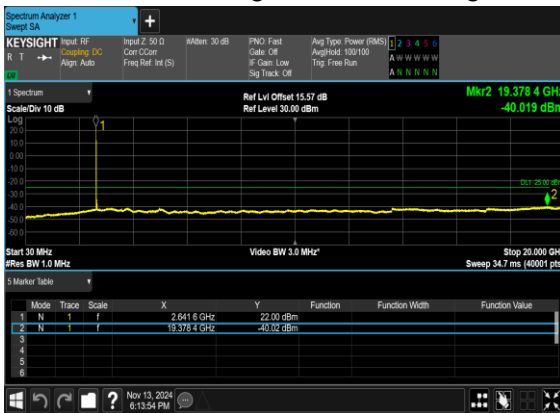 Spectrum Analyzer 1
Swept SA
KEYSIGHT Input: RF Input Z: 50 Ω #Atten: 30 dB PNO: Fast Avg Type: Power (RMS) 1 2 3 4 5 6
R T Coupling: DC Corr CCorr Gate: Off Avg|Hold: 100/100 A W W W W W
Align: Auto Freq Ref: Int (S) IF Gain: Low Trig: Free Run
Sig Track: Off A N N N N N
LV
1 Spectrum Ref Lvl Offset 15.57 dB Mkr2 19.378 4 GHz
Scale/Div 10 dB Ref Level 30.00 dBm -40.019 dBm
Log
20.0
1
10.0
0.00
-10.0
-20.0
DL1 -25.00 dBm
-30.0
2
-40.0
-50.0
-60.0
Start 30 MHz Video BW 3.0 MHz* Stop 20.000 GHz
#Res BW 1.0 MHz Sweep 34.7 ms (40001 pts)
5 Marker Table
Mode Trace Scale X Y Function Function Width Function Value
1 N 1 f 2.641 6 GHz 22.00 dBm
2 N 1 f 19.378 4 GHz -40.02 dBm
3
4
5
6
? Nov 13, 2024
6:13:54 PM